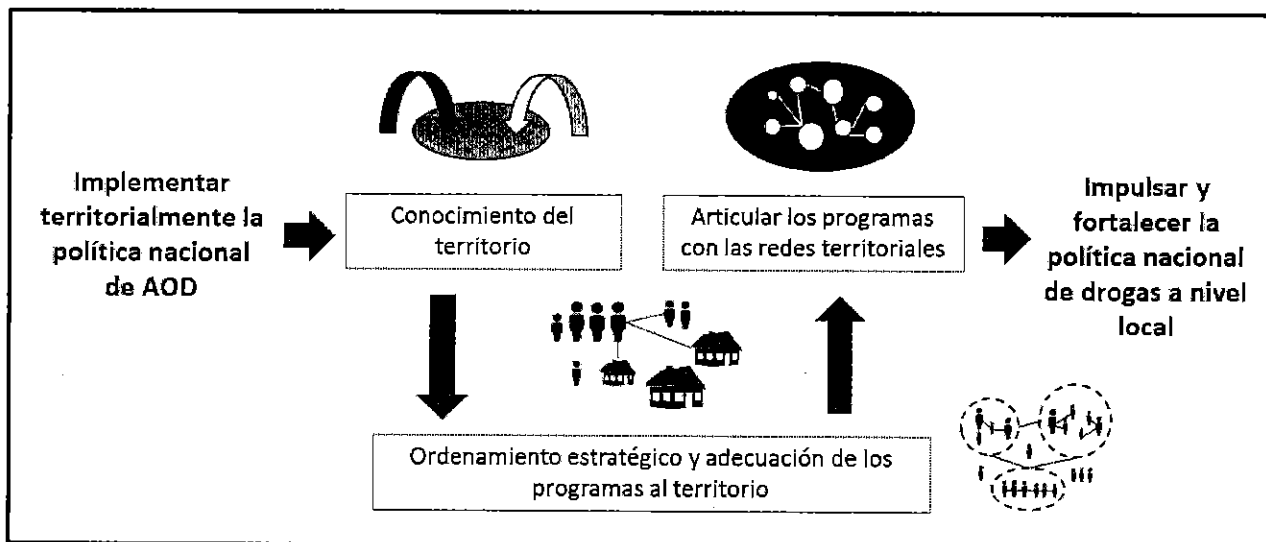 Implementar
territorialmente la
política nacional
de AOD
Conocimiento del
territorio
Articular los programas
con las redes territoriales
Impulsar y
fortalecer la
política nacional
de drogas a nivel
local
Ordenamiento estratégico y adecuación de los
programas al territorio